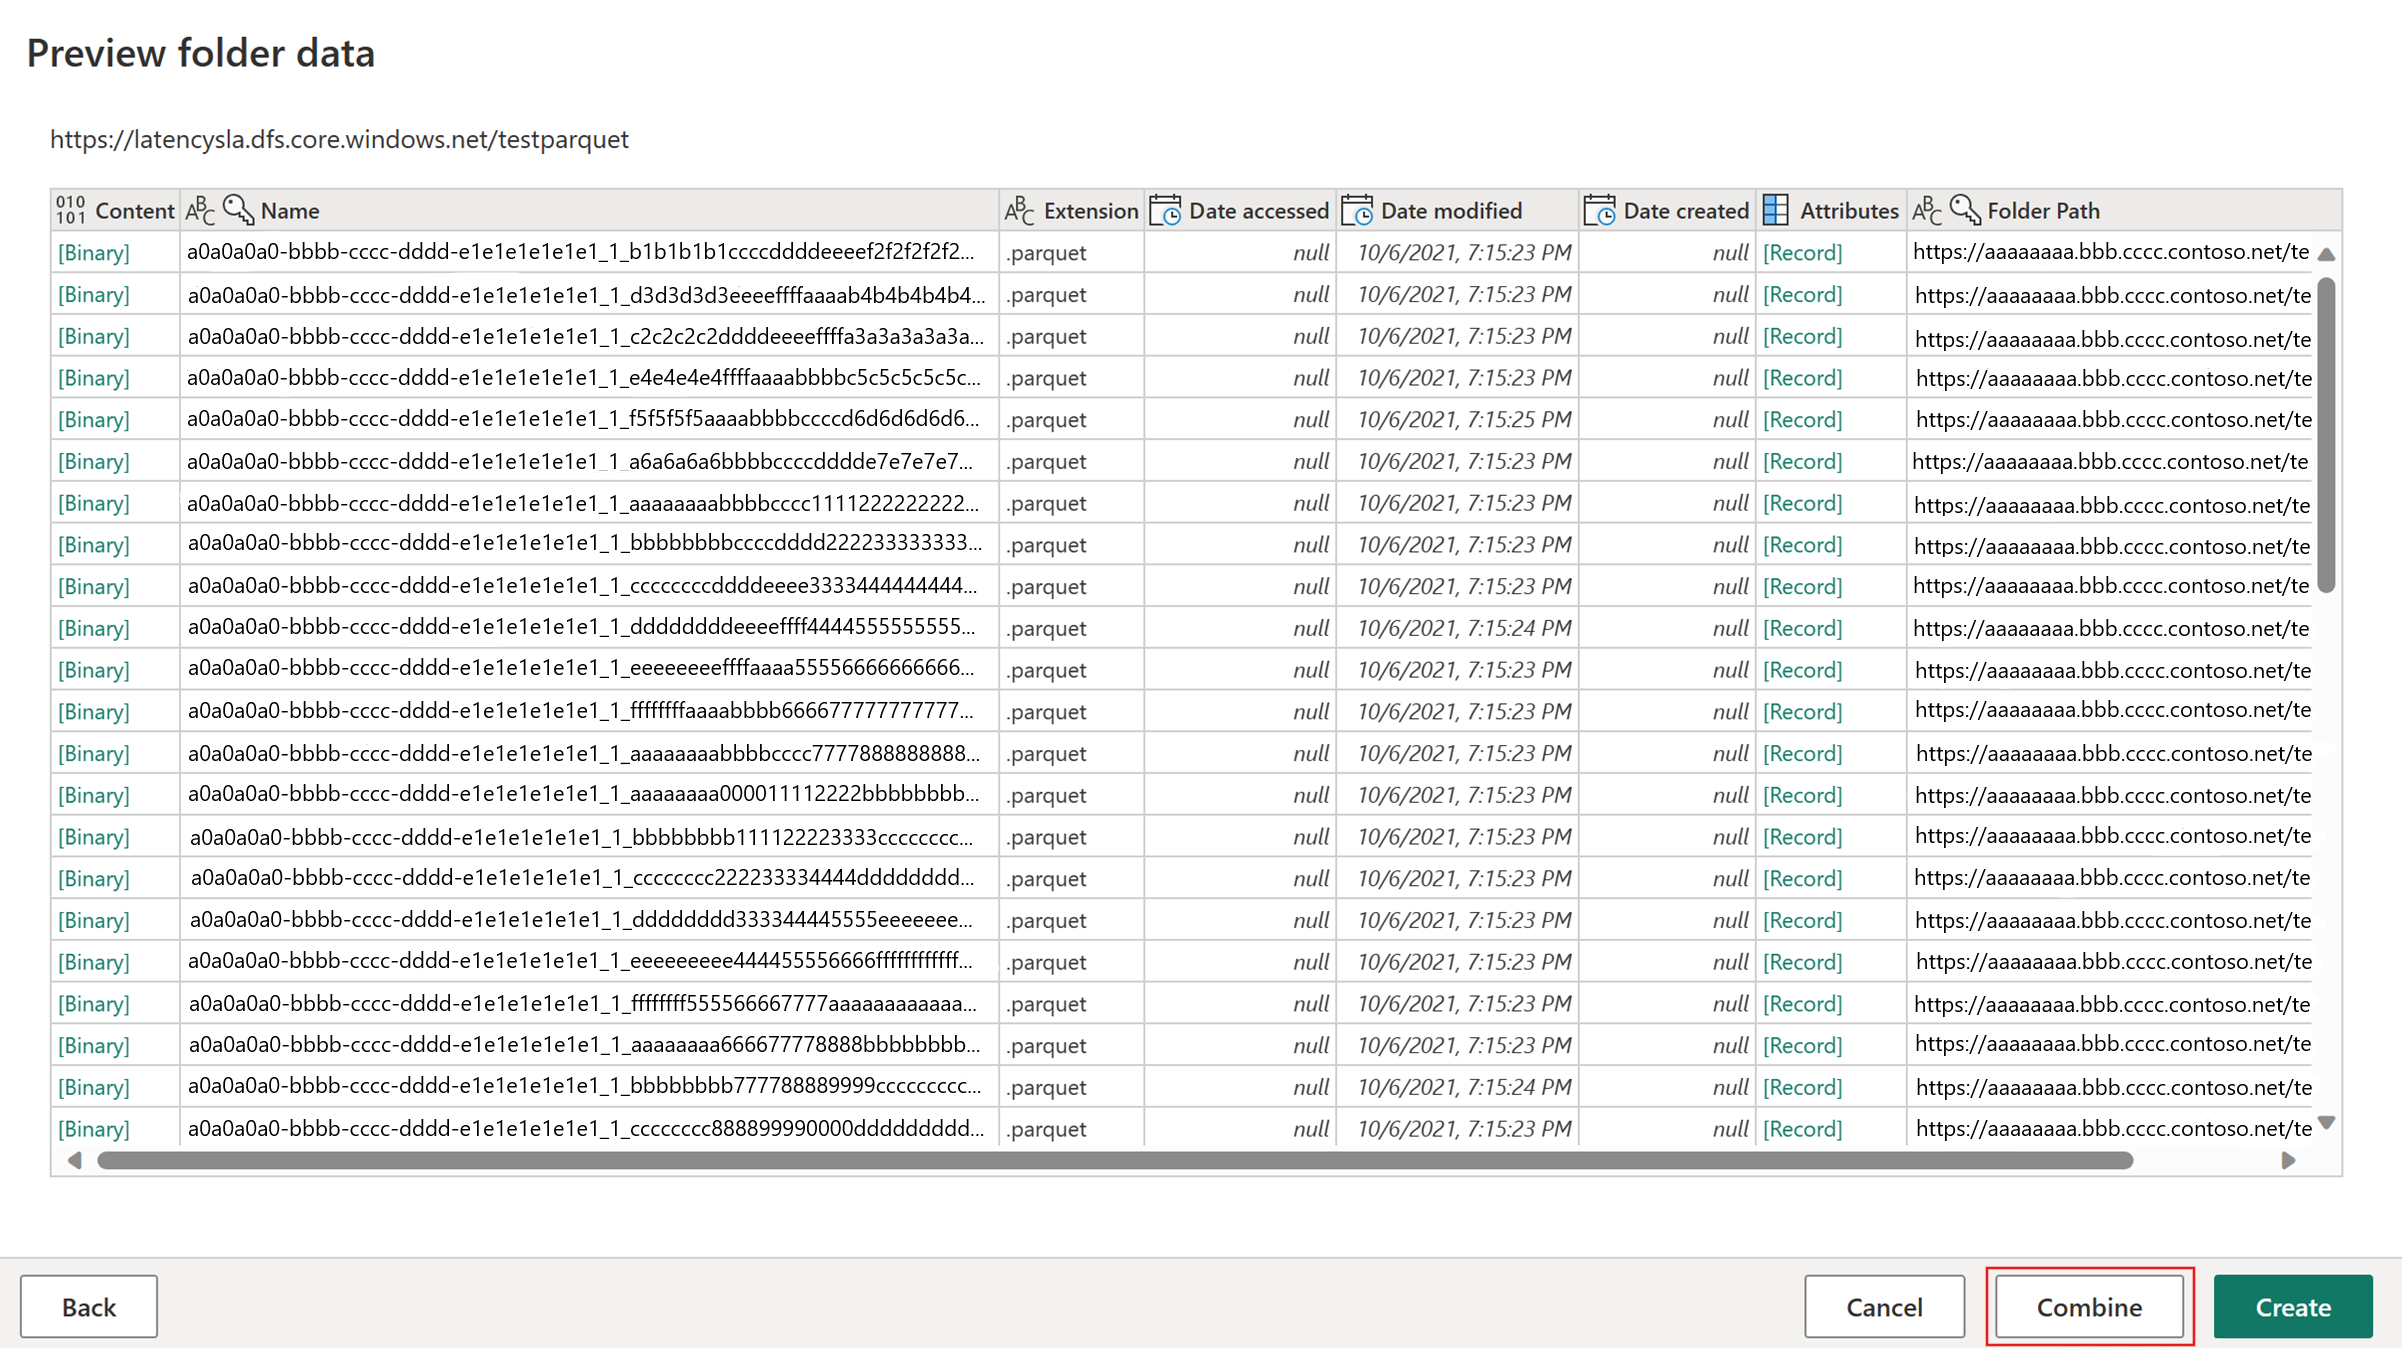 Preview folder data
https://latencysla.dfs.core.windows.net/testparquet
010 101 Content ABC Name ABC Extension Date accessed Date modified Date created Attributes ABC Folder Path
[Binary] a0a0a0a0-bbbb-cccc-dddd-e1e1e1e1e1e1_1_b1b1b1b1ccccddddeeeef2f2f2f2f2... .parquet null 10/6/2021, 7:15:23 PM null [Record] https://aaaaaaaa.bbb.cccc.contoso.net/te
[Binary] a0a0a0a0-bbbb-cccc-dddd-e1e1e1e1e1e1_1_d3d3d3d3eeeeffffaaaab4b4b4b4b4... .parquet null 10/6/2021, 7:15:23 PM null [Record] https://aaaaaaaa.bbb.cccc.contoso.net/te
[Binary] a0a0a0a0-bbbb-cccc-dddd-e1e1e1e1e1e1_1_c2c2c2c2ddddeeeeffffa3a3a3a3a3a... .parquet null 10/6/2021, 7:15:23 PM null [Record] https://aaaaaaaa.bbb.cccc.contoso.net/te
[Binary] a0a0a0a0-bbbb-cccc-dddd-e1e1e1e1e1e1_1_e4e4e4e4ffffaaaabbbbc5c5c5c5c5c... .parquet null 10/6/2021, 7:15:23 PM null [Record] https://aaaaaaaa.bbb.cccc.contoso.net/te
[Binary] a0a0a0a0-bbbb-cccc-dddd-e1e1e1e1e1e1_1_f5f5f5f5aaaabbbbccccd6d6d6d6d6... .parquet null 10/6/2021, 7:15:25 PM null [Record] https://aaaaaaaa.bbb.cccc.contoso.net/te
[Binary] a0a0a0a0-bbbb-cccc-dddd-e1e1e1e1e1e1_1_a6a6a6a6bbbbccccdddde7e7e7e7... .parquet null 10/6/2021, 7:15:23 PM null [Record] https://aaaaaaaa.bbb.cccc.contoso.net/te
[Binary] a0a0a0a0-bbbb-cccc-dddd-e1e1e1e1e1e1_1_aaaaaaaabbbbcccc1111222222222... .parquet null 10/6/2021, 7:15:23 PM null [Record] https://aaaaaaaa.bbb.cccc.contoso.net/te
[Binary] a0a0a0a0-bbbb-cccc-dddd-e1e1e1e1e1e1_1_bbbbbbbbccccdddd222233333333... .parquet null 10/6/2021, 7:15:23 PM null [Record] https://aaaaaaaa.bbb.cccc.contoso.net/te
[Binary] a0a0a0a0-bbbb-cccc-dddd-e1e1e1e1e1e1_1_ccccccccddddeeee3333444444444... .parquet null 10/6/2021, 7:15:23 PM null [Record] https://aaaaaaaa.bbb.cccc.contoso.net/te
[Binary] a0a0a0a0-bbbb-cccc-dddd-e1e1e1e1e1e1_1_ddddddddeeeeffff4444555555555... .parquet null 10/6/2021, 7:15:24 PM null [Record] https://aaaaaaaa.bbb.cccc.contoso.net/te
[Binary] a0a0a0a0-bbbb-cccc-dddd-e1e1e1e1e1e1_1_eeeeeeeeffffaaaa55556666666666... .parquet null 10/6/2021, 7:15:23 PM null [Record] https://aaaaaaaa.bbb.cccc.contoso.net/te
[Binary] a0a0a0a0-bbbb-cccc-dddd-e1e1e1e1e1e1_1_ffffffffaaaabbbb666677777777777... .parquet null 10/6/2021, 7:15:23 PM null [Record] https://aaaaaaaa.bbb.cccc.contoso.net/te
[Binary] a0a0a0a0-bbbb-cccc-dddd-e1e1e1e1e1e1_1_aaaaaaaabbbbcccc7777888888888... .parquet null 10/6/2021, 7:15:23 PM null [Record] https://aaaaaaaa.bbb.cccc.contoso.net/te
[Binary] a0a0a0a0-bbbb-cccc-dddd-e1e1e1e1e1e1_1_aaaaaaaa000011112222bbbbbbbbb... .parquet null 10/6/2021, 7:15:23 PM null [Record] https://aaaaaaaa.bbb.cccc.contoso.net/te
[Binary] a0a0a0a0-bbbb-cccc-dddd-e1e1e1e1e1e1_1_bbbbbbbb111122223333cccccccc... .parquet null 10/6/2021, 7:15:23 PM null [Record] https://aaaaaaaa.bbb.cccc.contoso.net/te
[Binary] a0a0a0a0-bbbb-cccc-dddd-e1e1e1e1e1e1_1_cccccccc222233334444ddddddddd... .parquet null 10/6/2021, 7:15:23 PM null [Record] https://aaaaaaaa.bbb.cccc.contoso.net/te
[Binary] a0a0a0a0-bbbb-cccc-dddd-e1e1e1e1e1e1_1_dddddddd333344445555eeeeeee... .parquet null 10/6/2021, 7:15:23 PM null [Record] https://aaaaaaaa.bbb.cccc.contoso.net/te
[Binary] a0a0a0a0-bbbb-cccc-dddd-e1e1e1e1e1e1_1_eeeeeeeee444455556666ffffffffffff... .parquet null 10/6/2021, 7:15:23 PM null [Record] https://aaaaaaaa.bbb.cccc.contoso.net/te
[Binary] a0a0a0a0-bbbb-cccc-dddd-e1e1e1e1e1e1_1_ffffffff555566667777aaaaaaaaaaaa... .parquet null 10/6/2021, 7:15:23 PM null [Record] https://aaaaaaaa.bbb.cccc.contoso.net/te
[Binary] a0a0a0a0-bbbb-cccc-dddd-e1e1e1e1e1e1_1_aaaaaaaa666677778888bbbbbbbbb... .parquet null 10/6/2021, 7:15:23 PM null [Record] https://aaaaaaaa.bbb.cccc.contoso.net/te
[Binary] a0a0a0a0-bbbb-cccc-dddd-e1e1e1e1e1e1_1_bbbbbbbb777788889999ccccccccc... .parquet null 10/6/2021, 7:15:24 PM null [Record] https://aaaaaaaa.bbb.cccc.contoso.net/te
[Binary] a0a0a0a0-bbbb-cccc-dddd-e1e1e1e1e1e1_1_cccccccc888899990000ddddddddd... .parquet null 10/6/2021, 7:15:23 PM null [Record] https://aaaaaaaa.bbb.cccc.contoso.net/te
Back Cancel Combine Create